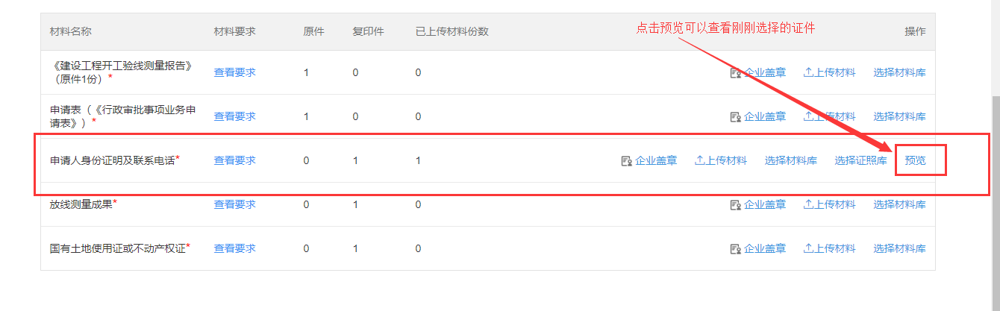 点击预览可以查看刚刚选择的证件
材料名称 材料要求 原件 复印件 已上传材料份数 操作
《建设工程开工验线测量报告》
（原件1份）* 查看要求 1 0 0 企业盖章 上传材料 选择材料库
申请表（《行政审批事项业务申
请表》）* 查看要求 1 0 0 企业盖章 上传材料 选择材料库
申请人身份证明及联系电话* 查看要求 0 1 1 企业盖章 上传材料 选择材料库 选择证照库 预览
放线测量成果* 查看要求 0 1 0 企业盖章 上传材料 选择材料库
国有土地使用证或不动产权证* 查看要求 0 1 0 企业盖章 上传材料 选择材料库